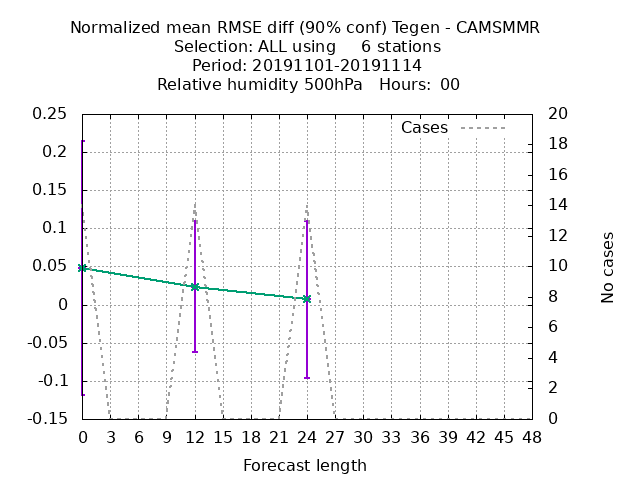 Normalized mean RMSE diff (90% conf) Tegen - CAMSMMR
Selection: ALL using     6 stations
Period: 20191101-20191114
Relative humidity 500hPa   Hours:  00
Cases
0.25
0.2
0.15
0.1
0.05
0
-0.05
-0.1
-0.15
20
18
16
14
12
10
8
6
4
2
0
No cases
0 3 6 9 12 15 18 21 24 27 30 33 36 39 42 45 48
Forecast length